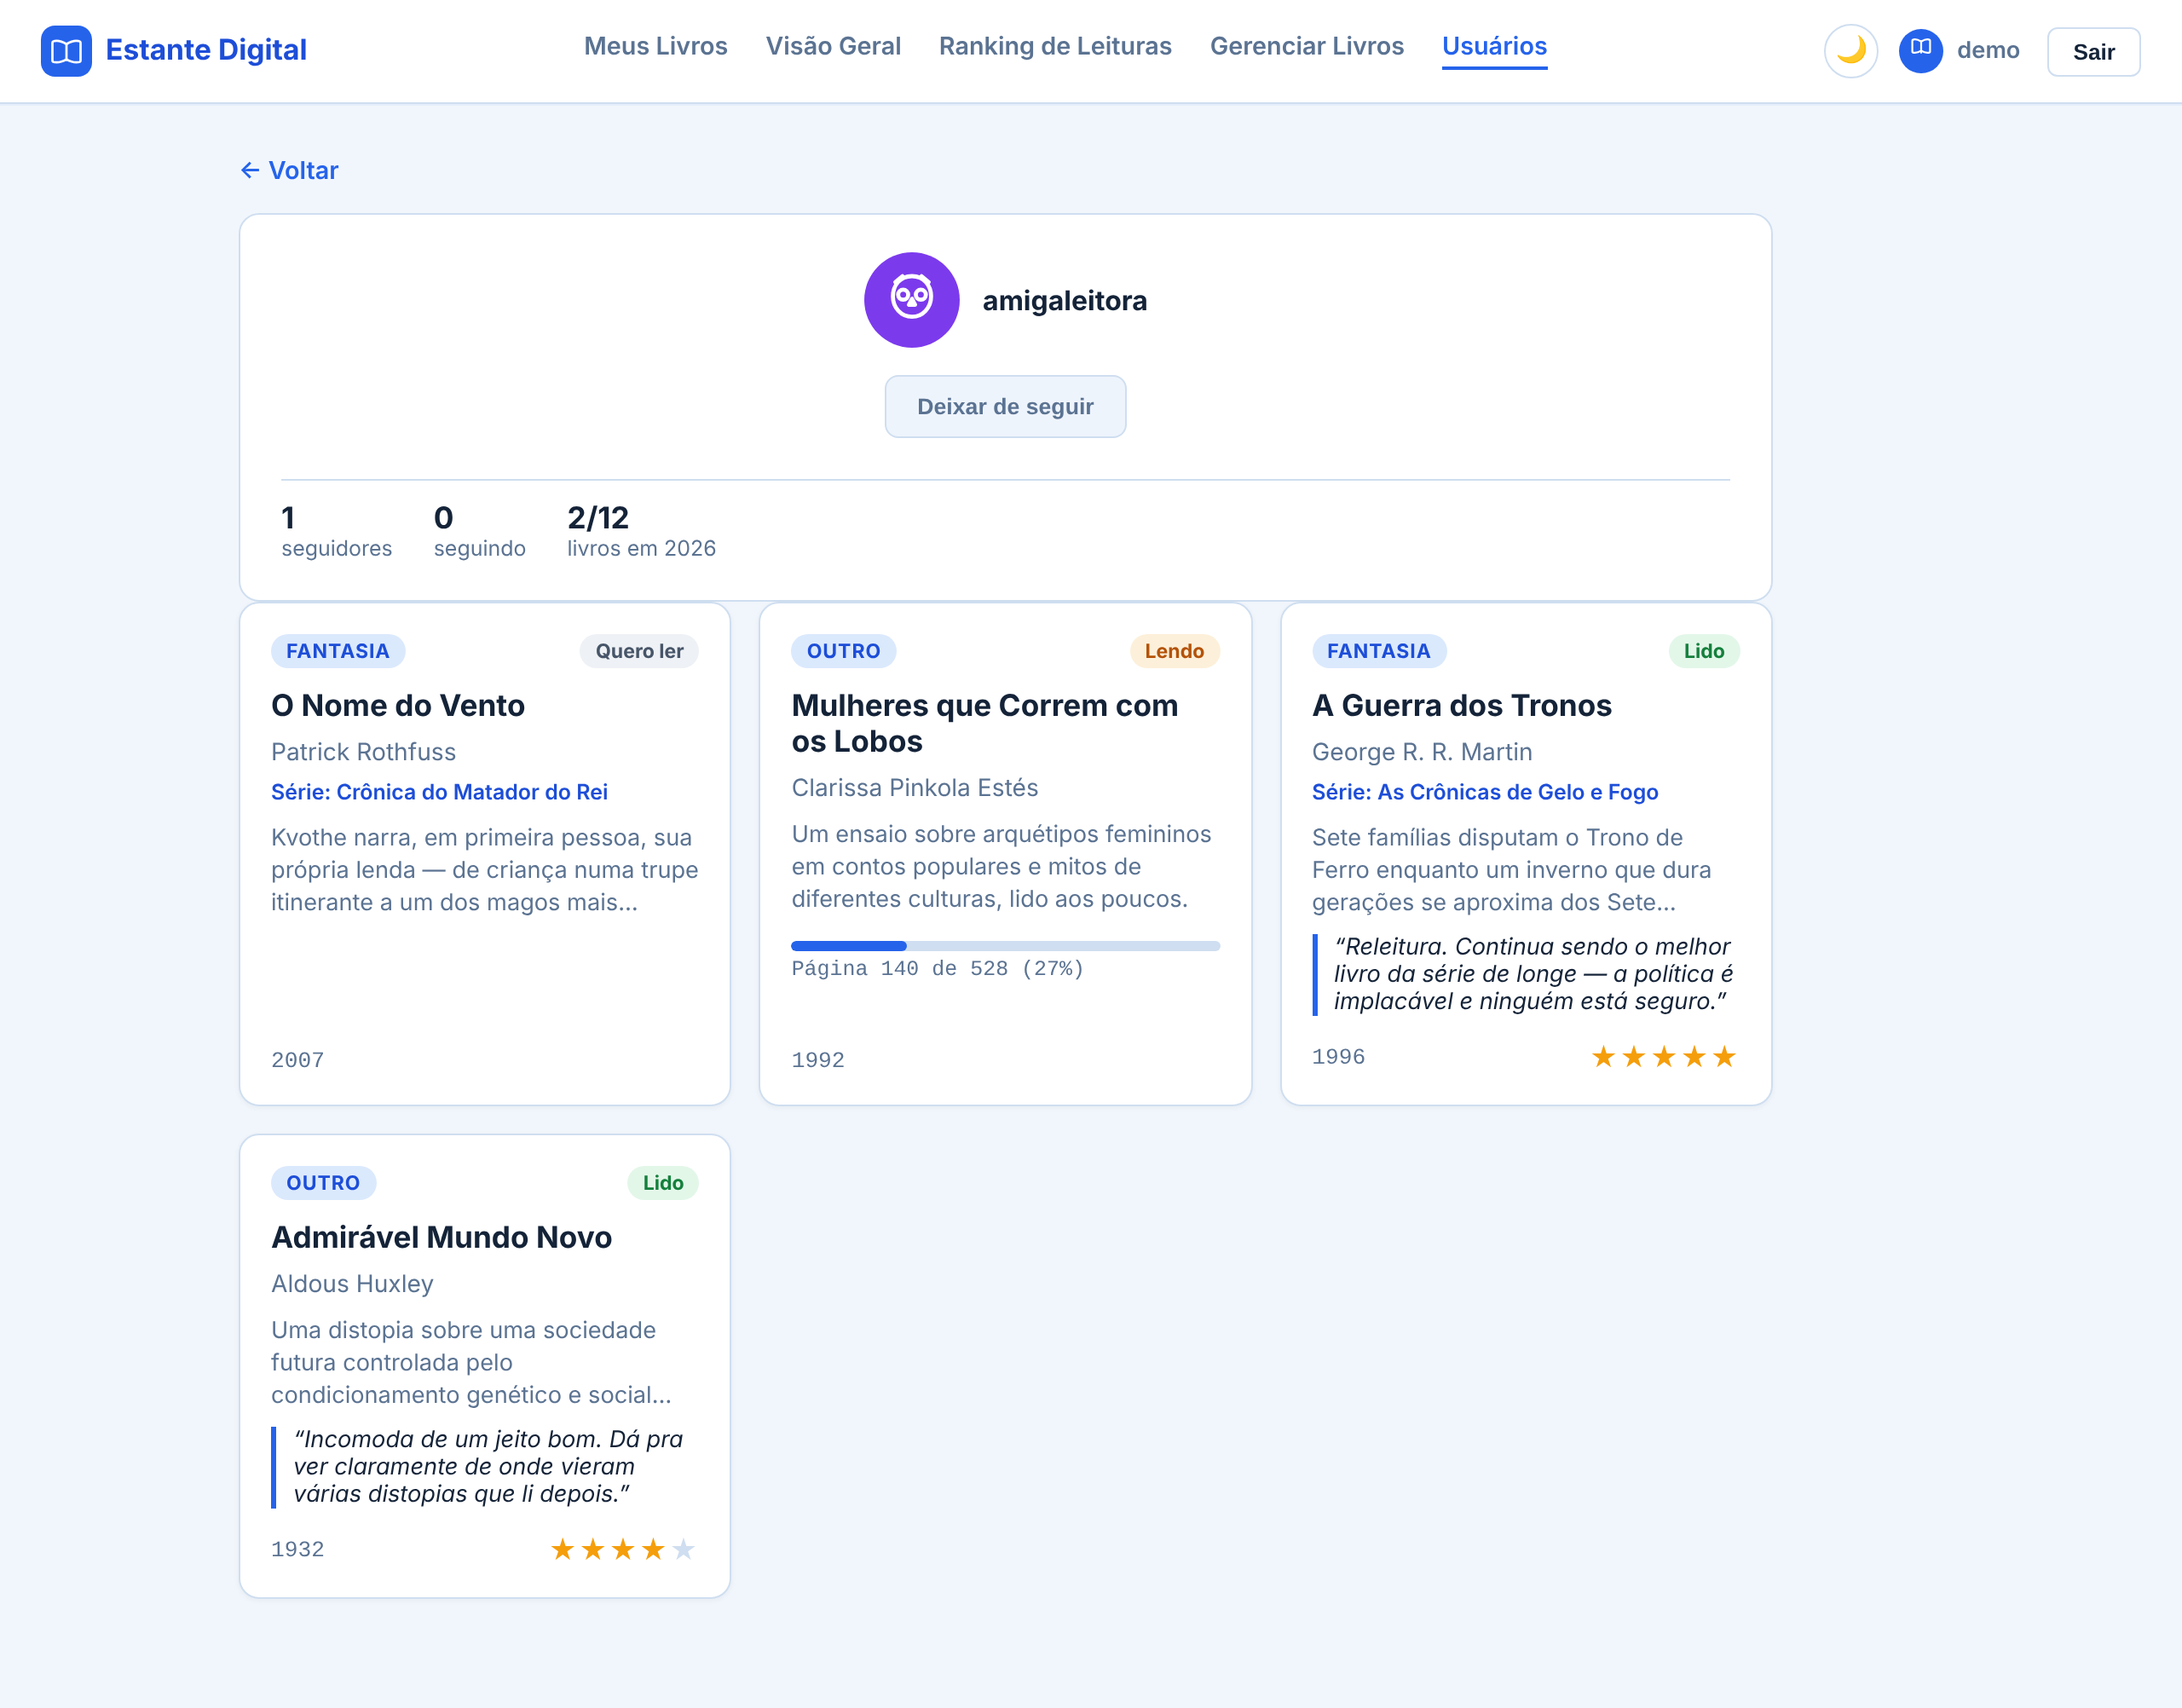 Estante Digital
Meus Livros
Visão Geral
Ranking de Leituras
Gerenciar Livros
Usuários
demo
Sair
← Voltar
amigaleitora
Deixar de seguir
1
seguidores
0
seguindo
2/12
livros em 2026
FANTASIA
Quero ler
O Nome do Vento
Patrick Rothfuss
Série: Crônica do Matador do Rei
Kvothe narra, em primeira pessoa, sua
própria lenda — de criança numa trupe
itinerante a um dos magos mais...
2007
OUTRO
Lendo
Mulheres que Correm com
os Lobos
Clarissa Pinkola Estés
Um ensaio sobre arquétipos femininos
em contos populares e mitos de
diferentes culturas, lido aos poucos.
Página 140 de 528 (27%)
1992
FANTASIA
Lido
A Guerra dos Tronos
George R. R. Martin
Série: As Crônicas de Gelo e Fogo
Sete famílias disputam o Trono de
Ferro enquanto um inverno que dura
gerações se aproxima dos Sete...
“Releitura. Continua sendo o melhor
livro da série de longe — a política é
implacável e ninguém está seguro.”
1996
★★★★★
OUTRO
Lido
Admirável Mundo Novo
Aldous Huxley
Uma distopia sobre uma sociedade
futura controlada pelo
condicionamento genético e social...
“Incomoda de um jeito bom. Dá pra
ver claramente de onde vieram
várias distopias que li depois.”
1932
★★★★★